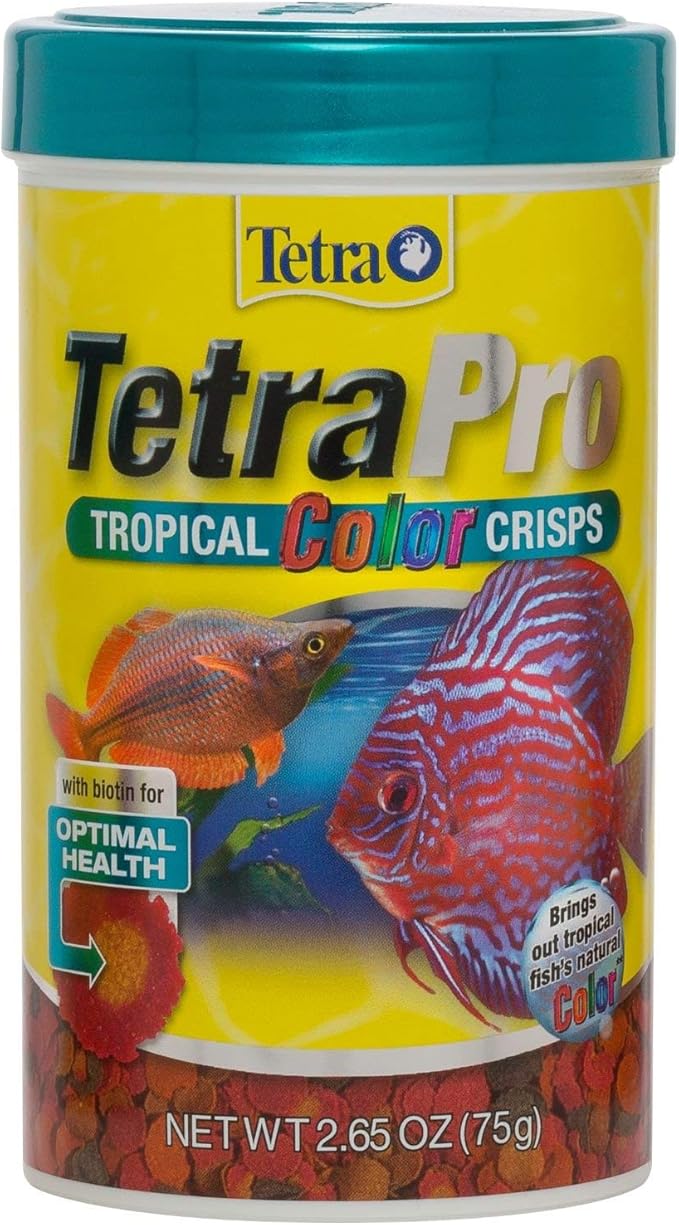 Tetra
TetraPro
TROPICAL Color CRISPS
with biotin for
OPTIMAL
HEALTH
Brings
out tropical
fish's natural
Color**
NET WT 2.65 OZ (75g)